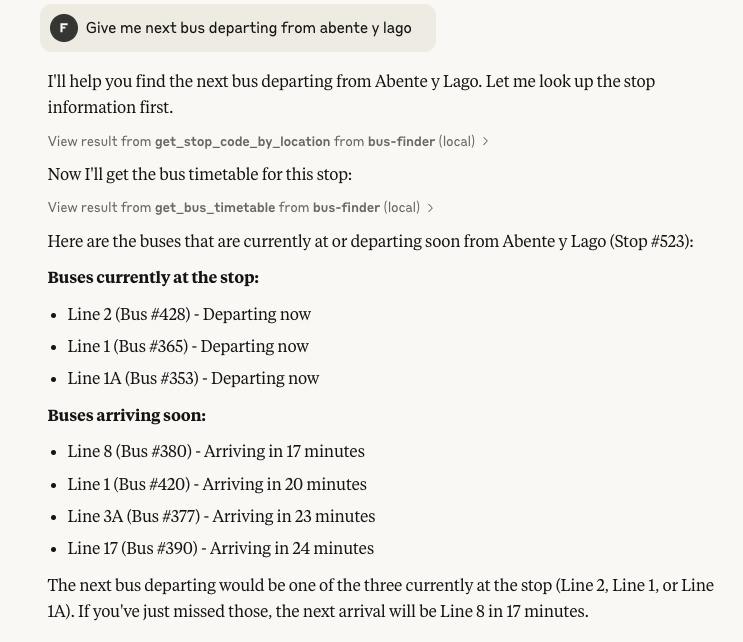 F Give me next bus departing from abente y lago
I'll help you find the next bus departing from Abente y Lago. Let me look up the stop
information first.
View result from get_stop_code_by_location from bus-finder (local) >
Now I'll get the bus timetable for this stop:
View result from get_bus_timetable from bus-finder (local) >
Here are the buses that are currently at or departing soon from Abente y Lago (Stop #523):
Buses currently at the stop:
• Line 2 (Bus #428) - Departing now
• Line 1 (Bus #365) - Departing now
• Line 1A (Bus #353) - Departing now
Buses arriving soon:
• Line 8 (Bus #380) - Arriving in 17 minutes
• Line 1 (Bus #420) - Arriving in 20 minutes
• Line 3A (Bus #377) - Arriving in 23 minutes
• Line 17 (Bus #390) - Arriving in 24 minutes
The next bus departing would be one of the three currently at the stop (Line 2, Line 1, or Line
1A). If you've just missed those, the next arrival will be Line 8 in 17 minutes.